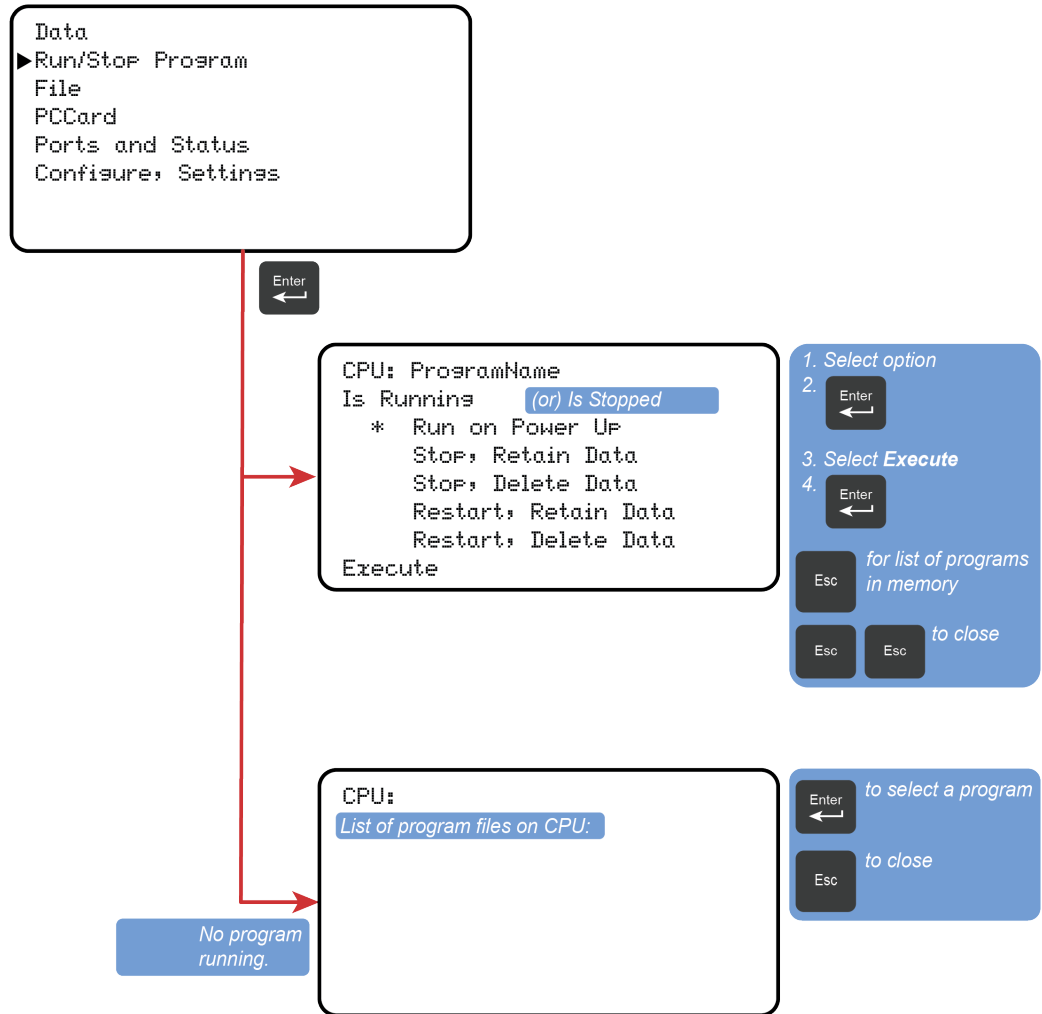 Data
Run/Stop Program
File
PCCard
Ports and Status
Configure, Settings
Enter
CPU: ProgramName
Is Running (or) Is Stopped
* Run on Power Up
Stop, Retain Data
Stop, Delete Data
Restart, Retain Data
Restart, Delete Data
Execute
1. Select option
2. Enter
3. Select Execute
4. Enter
Esc for list of programs
in memory
Esc Esc to close
CPU:
List of program files on CPU:
Enter to select a program
Esc to close
No program
running.